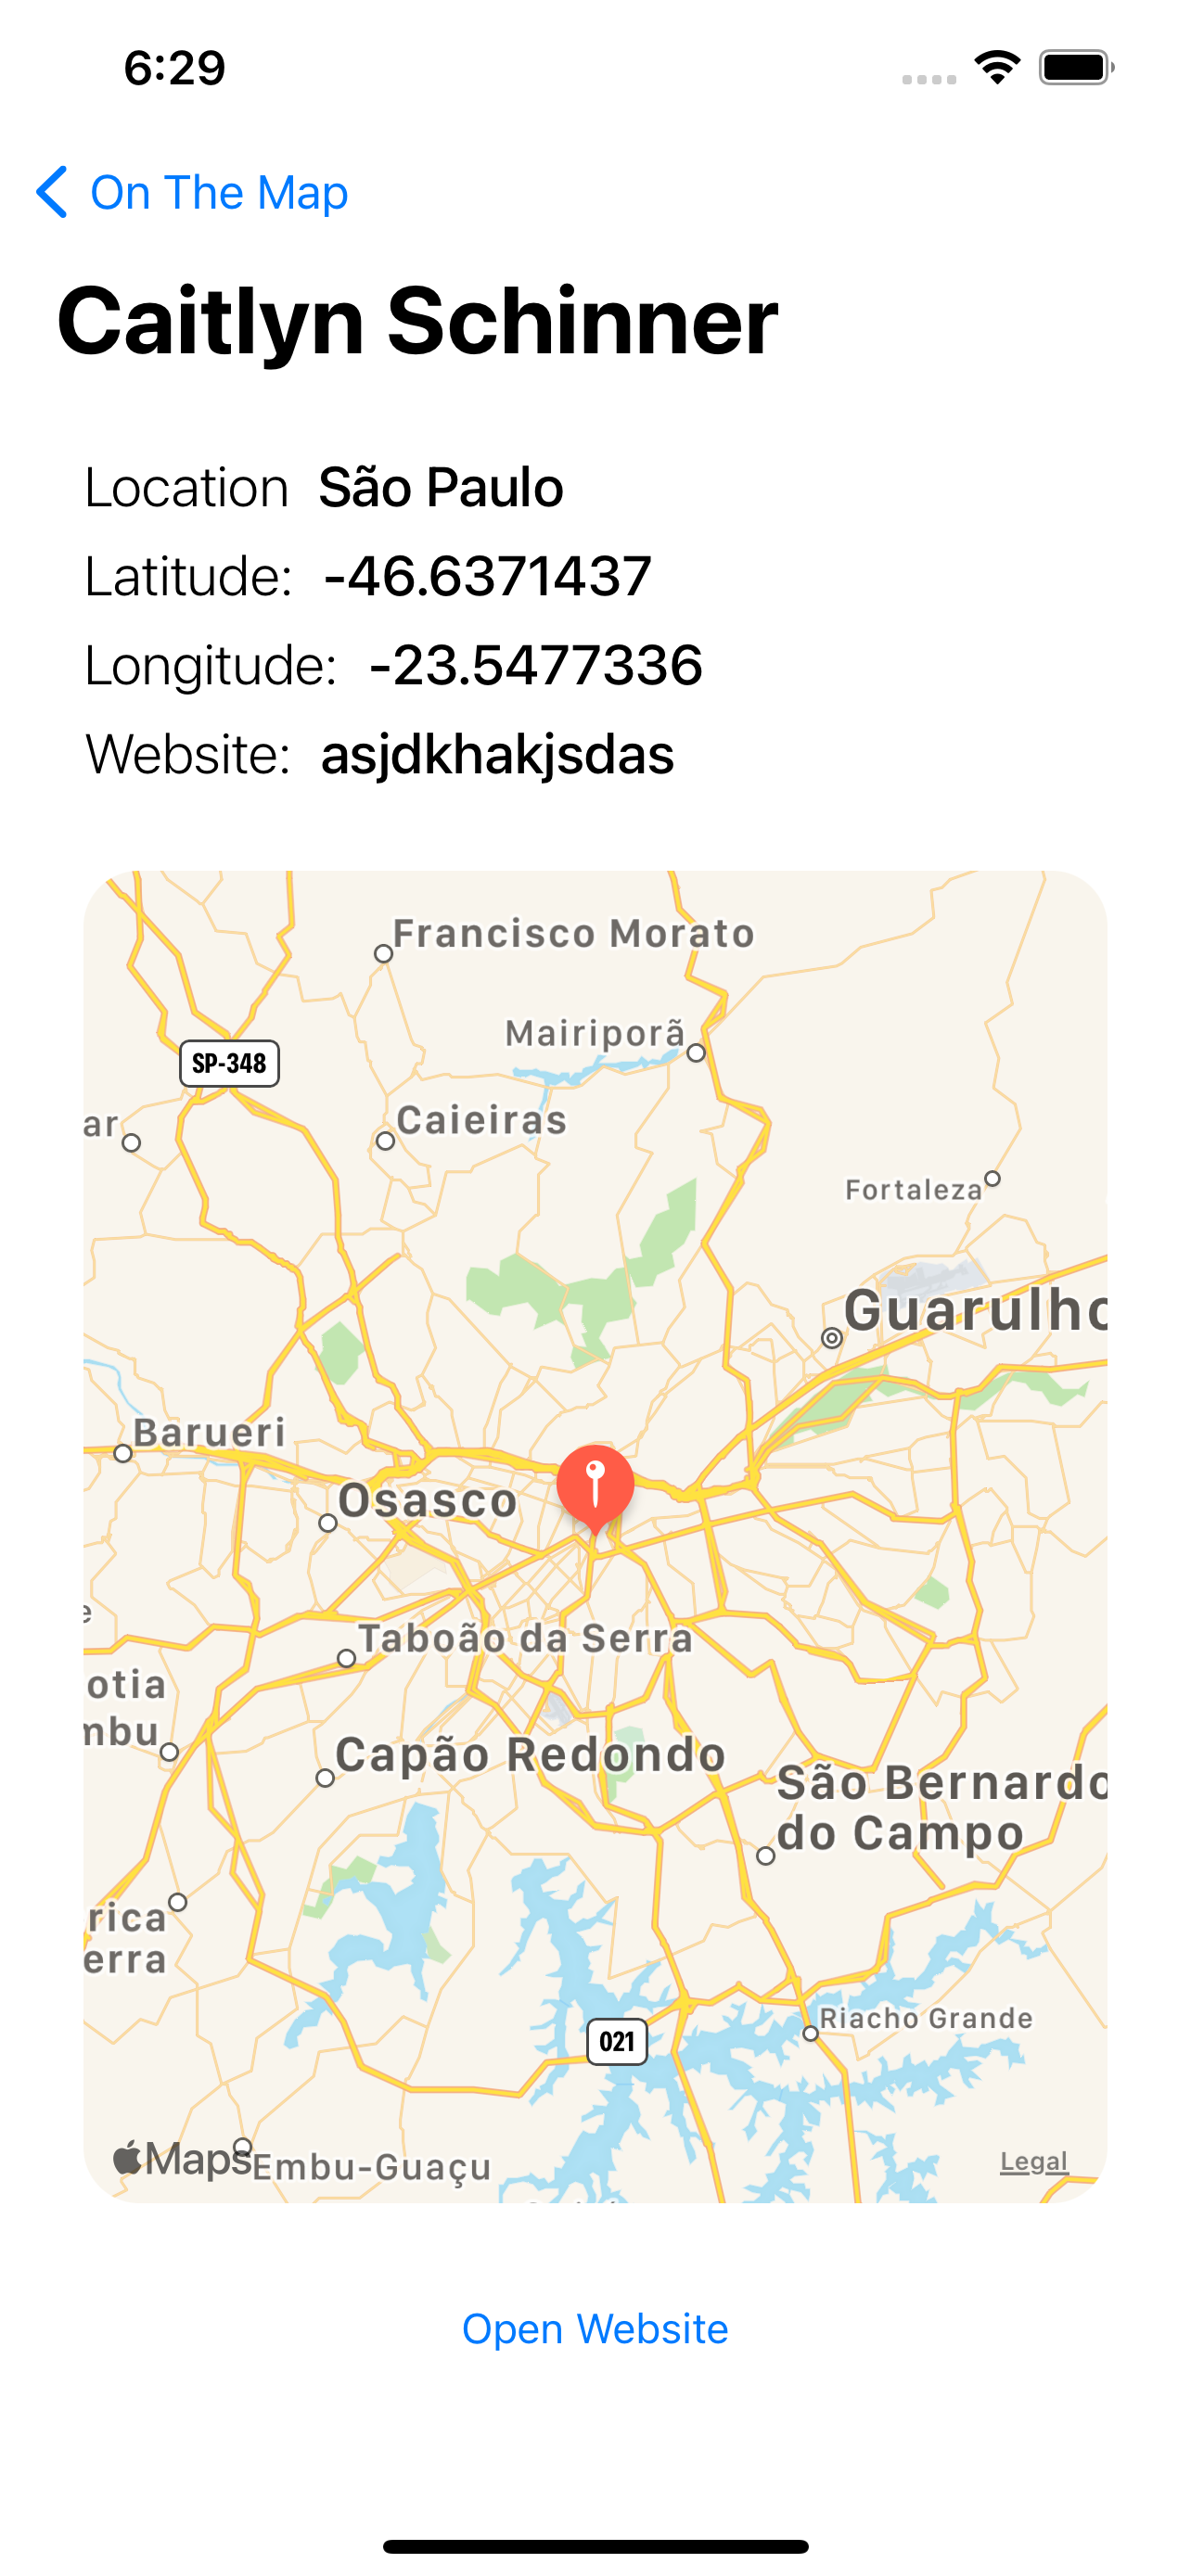 6:29
On The Map
Caitlyn Schinner
Location São Paulo
Latitude: -46.6371437
Longitude: -23.5477336
Website: asjdkhakjsdas
Francisco Morato
Mairiporã
SP-348
Caieiras
ar
Fortaleza
Guarulho
Barueri
Osasco
Taboão da Serra
otia
mbu
Capão Redondo
São Bernardo
do Campo
rica
erra
Riacho Grande
021
Maps
Embu-Guaçu
Legal
Open Website